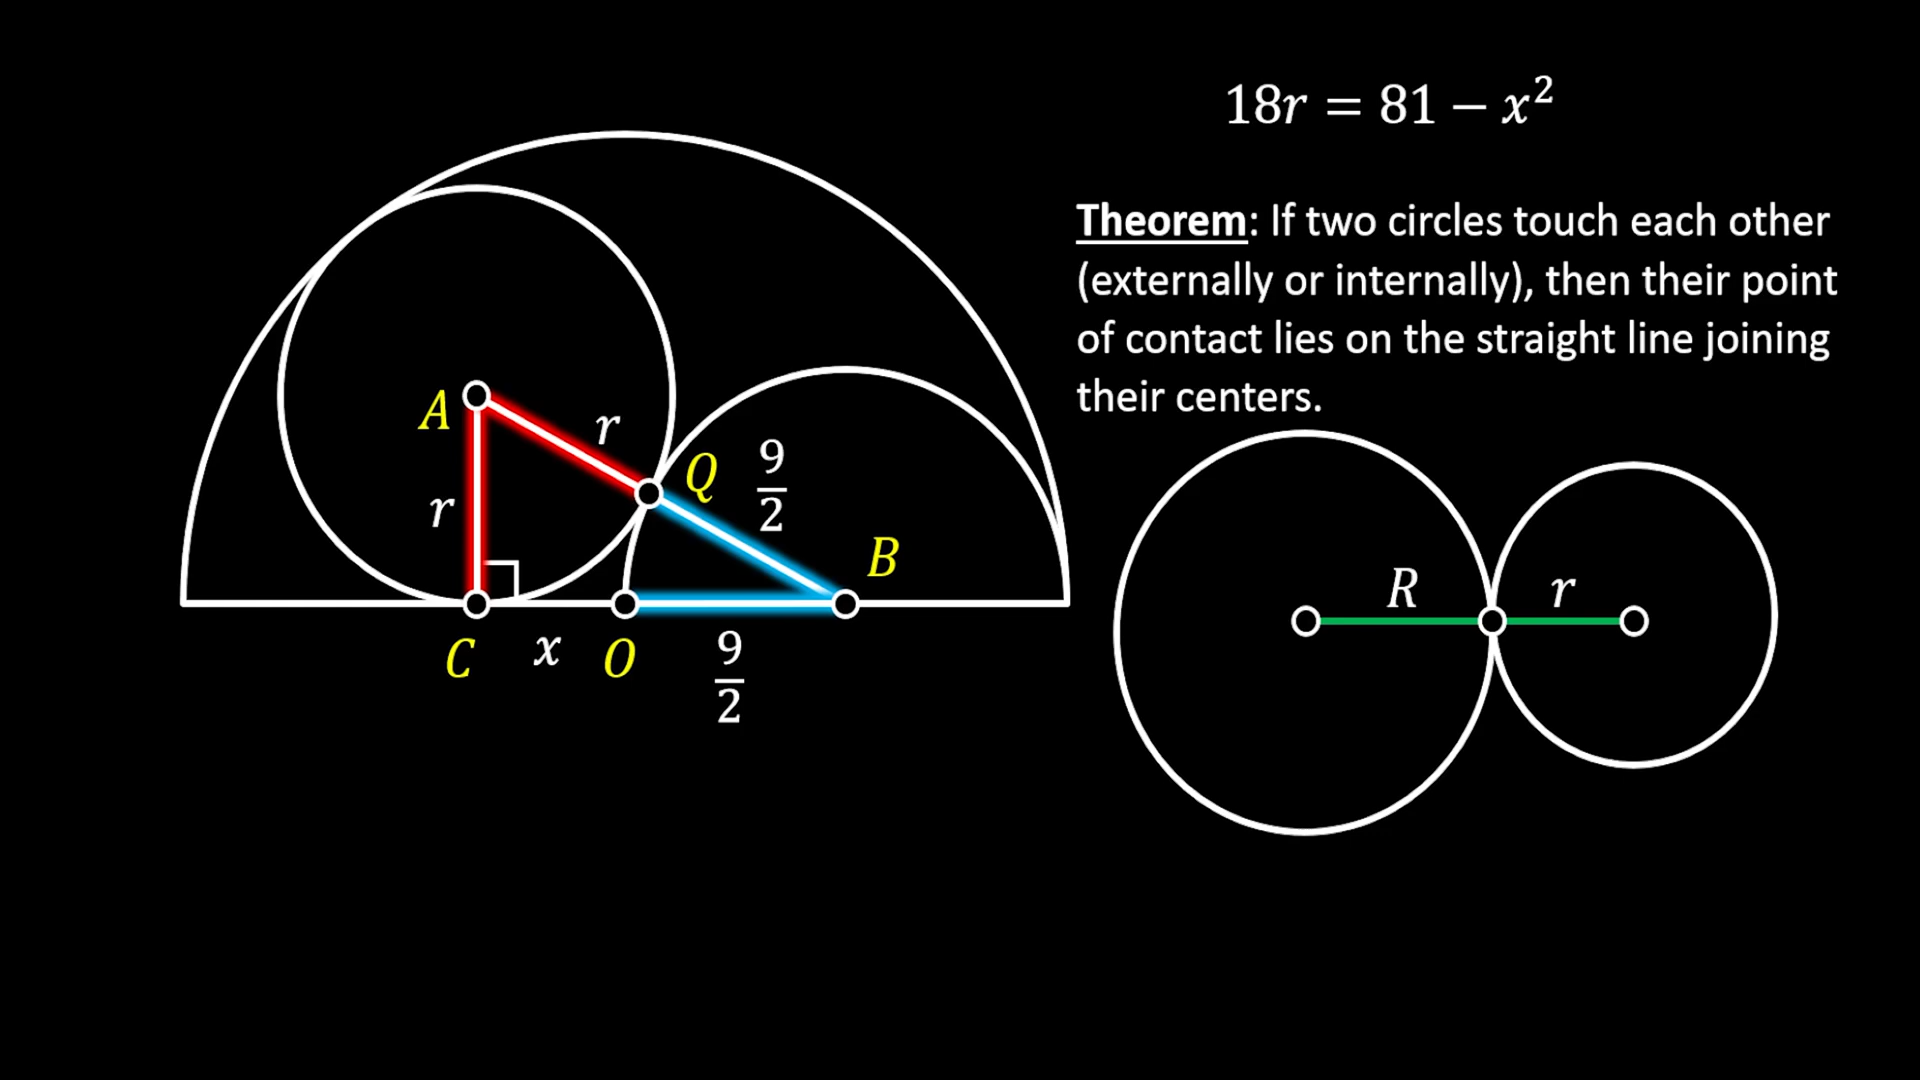 18r = 81 − x²
Theorem: If two circles touch each other
(externally or internally), then their point
of contact lies on the straight line joining
their centers.
A
r
Q
9/2
r
B
C
x
O
9/2
R
r